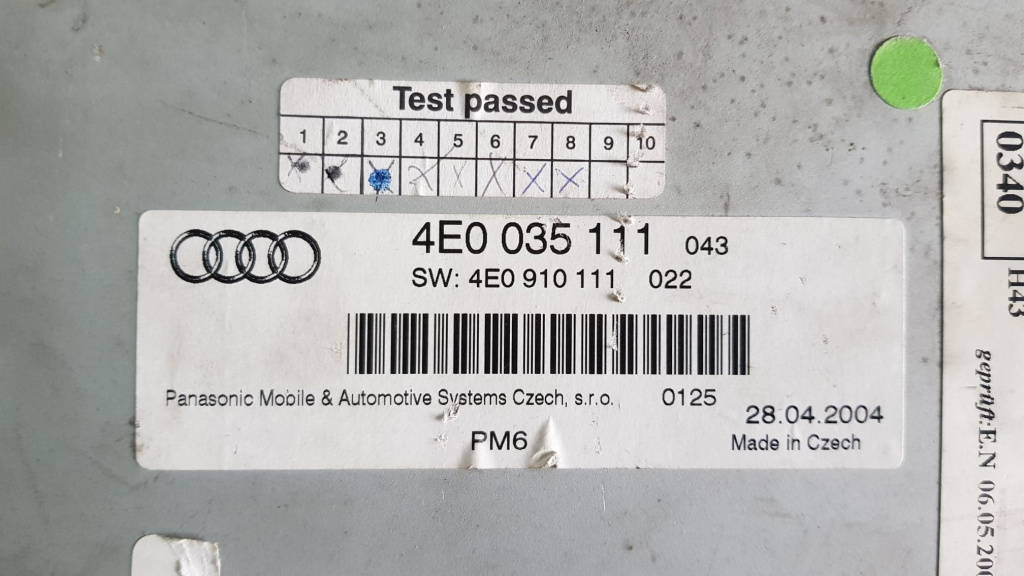 Test passed
1 2 3 4 5 6 7 8 9 10
4E0 035 111 043
SW: 4E0 910 111 022
Panasonic Mobile & Automotive Systems Czech, s.r.o. 0125
28.04.2004
PM6
Made in Czech
0340
H43
geprüft:E.N 06.05.200